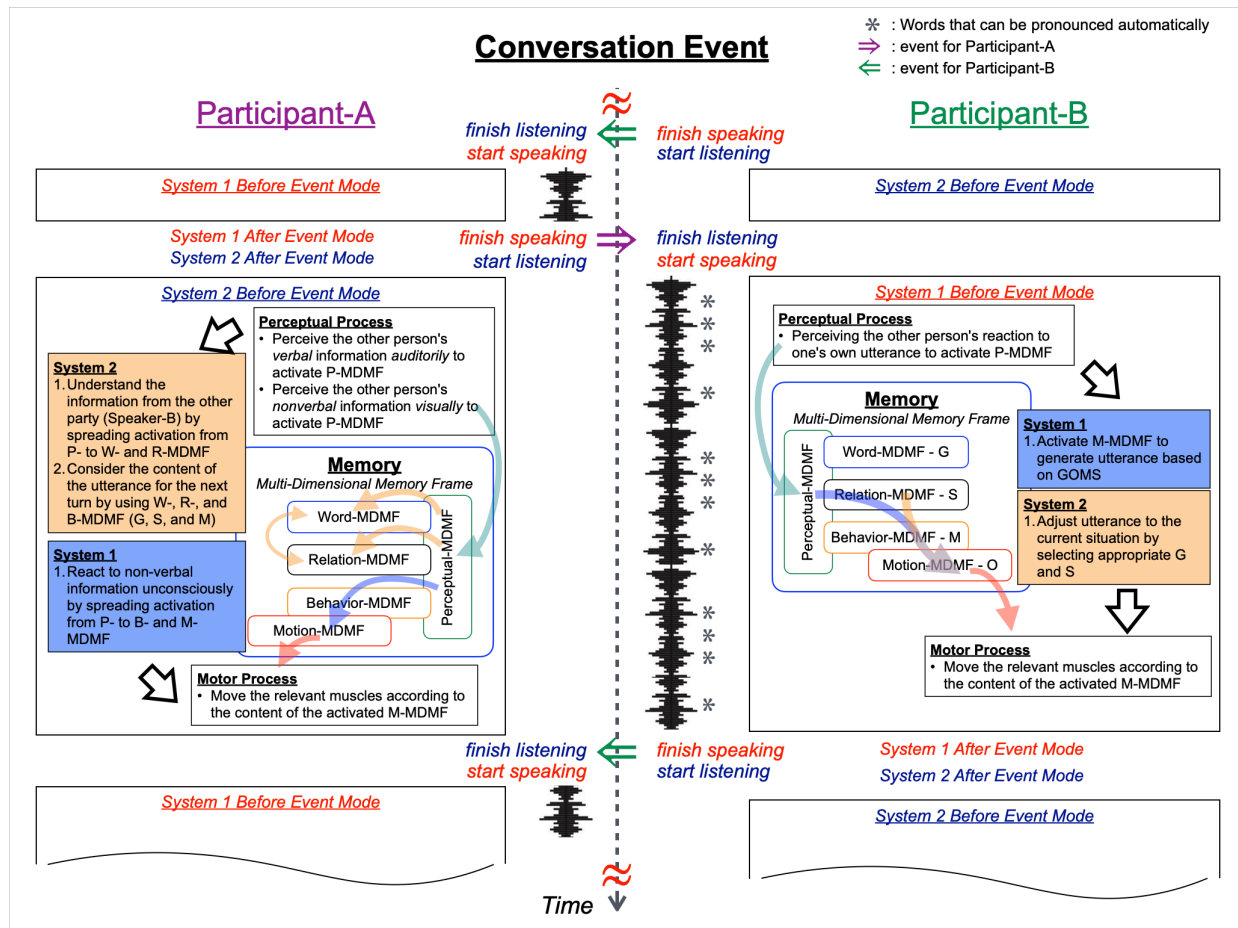 Conversation Event
* : Words that can be pronounced automatically
⇒ : event for Participant-A
⇐ : event for Participant-B
Participant-A
Participant-B
finish listening
start speaking
finish speaking
start listening
System 1 Before Event Mode
System 2 Before Event Mode
System 1 After Event Mode
System 2 After Event Mode
finish speaking
start listening
finish listening
start speaking
System 2 Before Event Mode
Perceptual Process
• Perceive the other person's
verbal information auditorily to
activate P-MDMF
• Perceive the other person's
nonverbal information visually to
activate P-MDMF
System 2
1. Understand the
information from the other
party (Speaker-B) by
spreading activation from
P- to W- and R-MDMF
2. Consider the content of
the utterance for the next
turn by using W-, R-, and
B-MDMF (G, S, and M)
System 1
1. React to non-verbal
information unconsciously
by spreading activation
from P- to B- and M-
MDMF
Memory
Multi-Dimensional Memory Frame
Word-MDMF
Relation-MDMF
Behavior-MDMF
Motion-MDMF
Perceptual-MDMF
Motor Process
• Move the relevant muscles according to
the content of the activated M-MDMF
System 1 Before Event Mode
Perceptual Process
• Perceiving the other person's reaction to
one's own utterance to activate P-MDMF
Memory
Multi-Dimensional Memory Frame
Perceptual-MDMF
Word-MDMF - G
Relation-MDMF - S
Behavior-MDMF - M
Motion-MDMF - O
System 1
1. Activate M-MDMF to
generate utterance based
on GOMS
System 2
1. Adjust utterance to the
current situation by
selecting appropriate G
and S
Motor Process
• Move the relevant muscles according to
the content of the activated M-MDMF
* * * * * * * * * * * *
finish listening
start speaking
finish speaking
start listening
System 1 After Event Mode
System 2 After Event Mode
System 1 Before Event Mode
System 2 Before Event Mode
Time